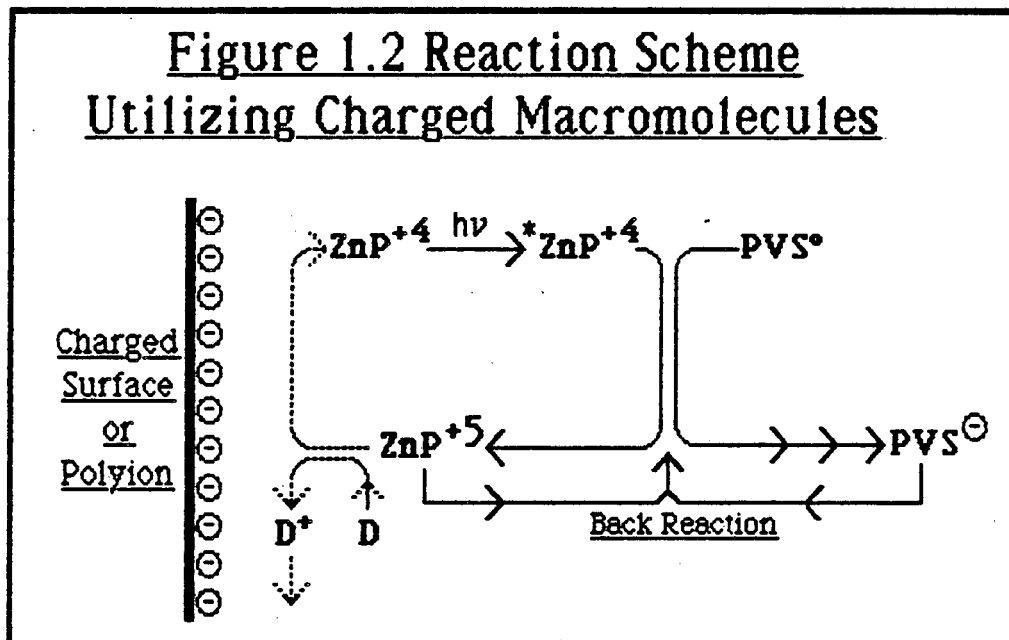 Figure 1.2 Reaction Scheme
Utilizing Charged Macromolecules
ZnP⁺⁴ hν *ZnP⁺⁴ PVS°
Charged
Surface
or
Polyion
ZnP⁺⁵ PVS⊖
D⁺ D Back Reaction
⊖
⊖
⊖
⊖
⊖
⊖
⊖
⊖
⊖
⊖
⊖